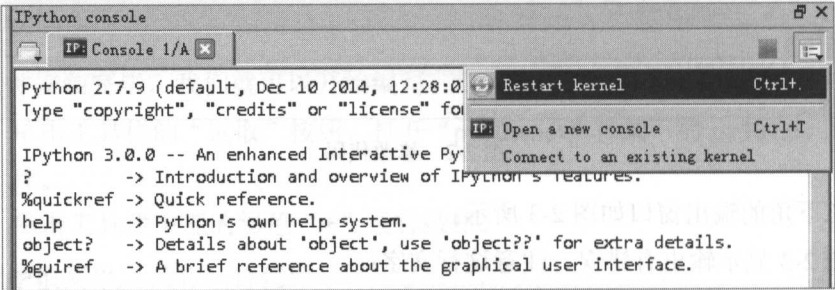 IPython console
IP: Console 1/A
Python 2.7.9 (default, Dec 10 2014, 12:28:0
Type "copyright", "credits" or "license" fo
Restart kernel Ctrl+.
IP: Open a new console Ctrl+T
Connect to an existing kernel
IPython 3.0.0 -- An enhanced Interactive Py
? -> Introduction and overview of IPython's features.
%quickref -> Quick reference.
help -> Python's own help system.
object? -> Details about 'object', use 'object??' for extra details.
%guiref -> A brief reference about the graphical user interface.